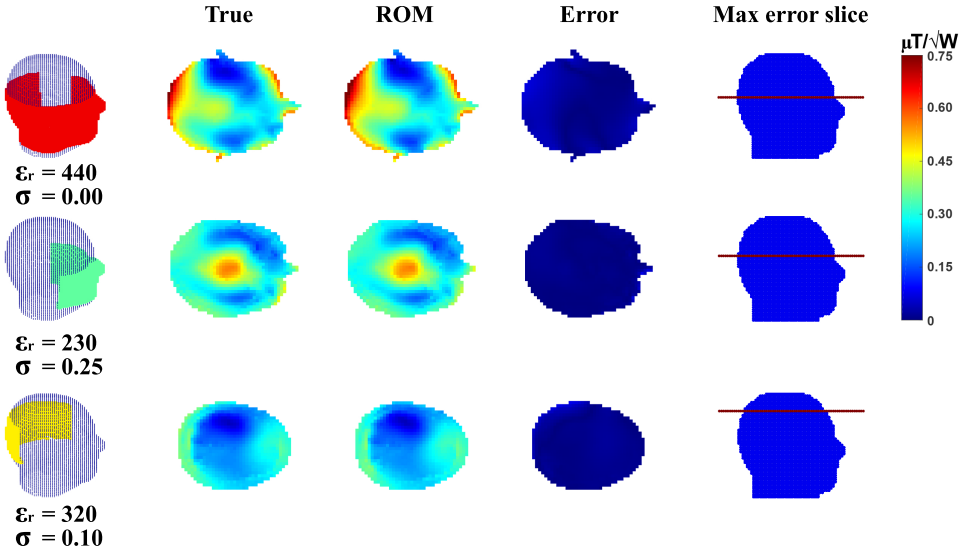 True ROM Error Max error slice
μT/√W
0.75
0.60
0.45
0.30
0.15
0
εr = 440
σ = 0.00
εr = 230
σ = 0.25
εr = 320
σ = 0.10